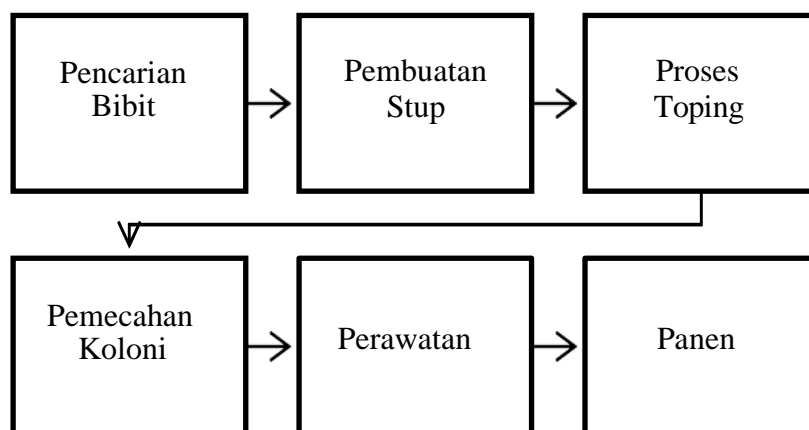 Pencarian
Bibit
Pembuatan
Stup
Proses
Toping
Pemecahan
Koloni
Perawatan
Panen